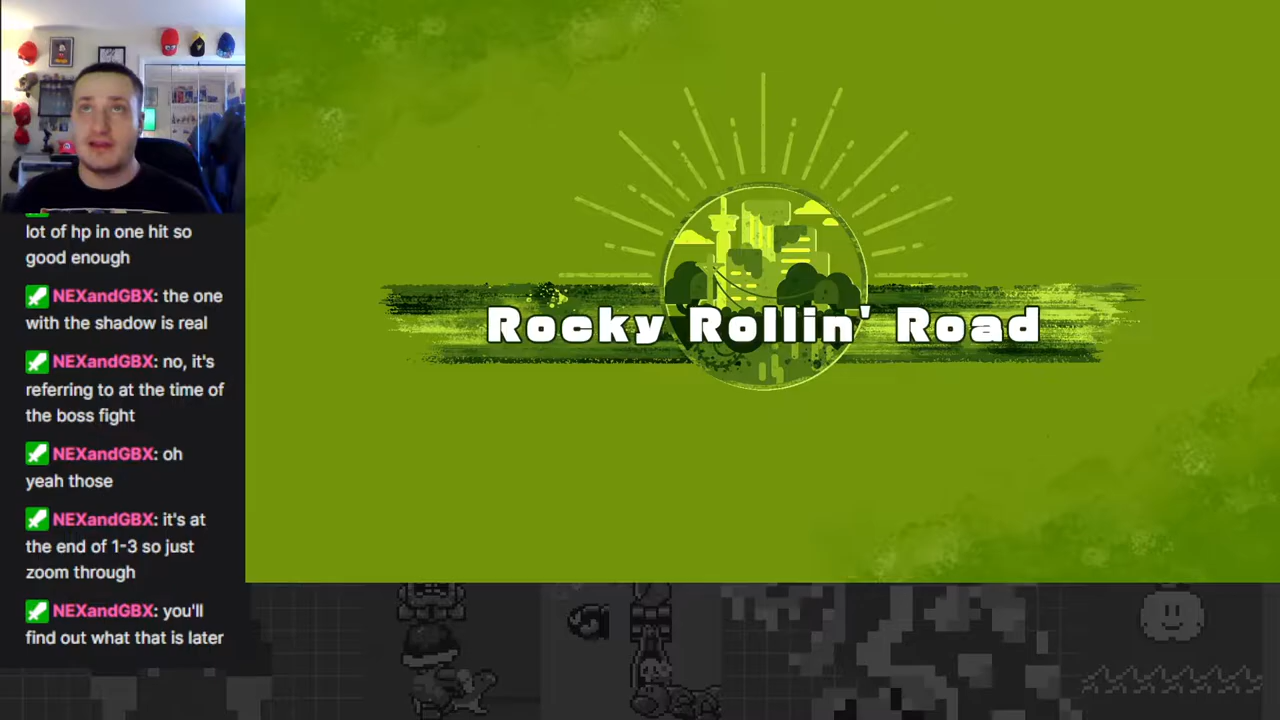 lot of hp in one hit so
good enough
NEXandGBX: the one
with the shadow is real
NEXandGBX: no, it's
referring to at the time of
the boss fight
NEXandGBX: oh
yeah those
NEXandGBX: it's at
the end of 1-3 so just
zoom through
NEXandGBX: you'll
find out what that is later
Rocky Rollin' Road